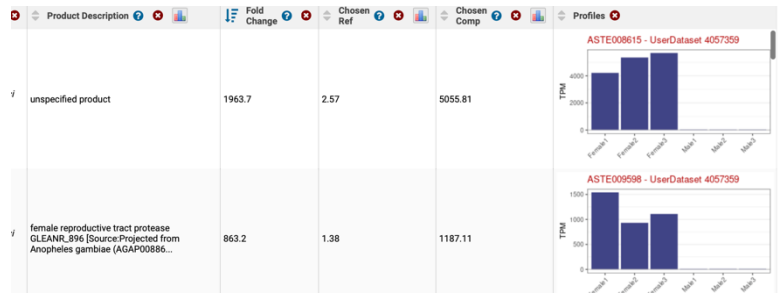 Product Description
Fold Change
Chosen Ref
Chosen Comp
Profiles
unspecified product
1963.7
2.57
5055.81
ASTE008615 - UserDataset 4057359
TPM
4000
2000
0
Female1
Female2
Female3
Male1
Male2
Male3
female reproductive tract protease
GLEANR_896 [Source:Projected from
Anopheles gambiae (AGAP00886...
863.2
1.38
1187.11
ASTE009598 - UserDataset 4057359
TPM
1500
1000
500
0
Female1
Female2
Female3
Male1
Male2
Male3